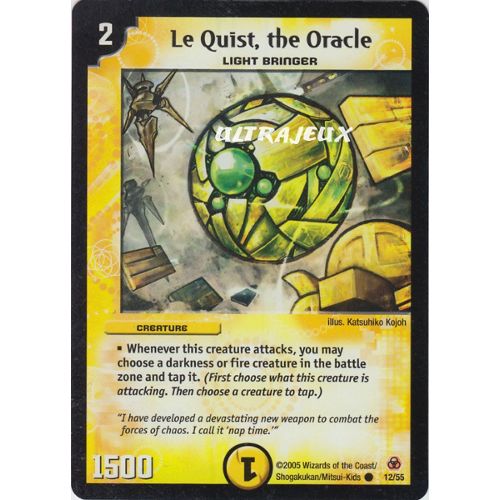 2
Le Quist, the Oracle
LIGHT BRINGER
ULTRAJEUX
illus. Katsuhiko Kojoh
CREATURE
▪ Whenever this creature attacks, you may
choose a darkness or fire creature in the battle
zone and tap it. (First choose what this creature is
attacking. Then choose a creature to tap.)
"I have developed a devastating new weapon to combat the
forces of chaos. I call it 'nap time.'"
1500
1
©2005 Wizards of the Coast/
Shogakukan/Mitsui-Kids ● 12/55